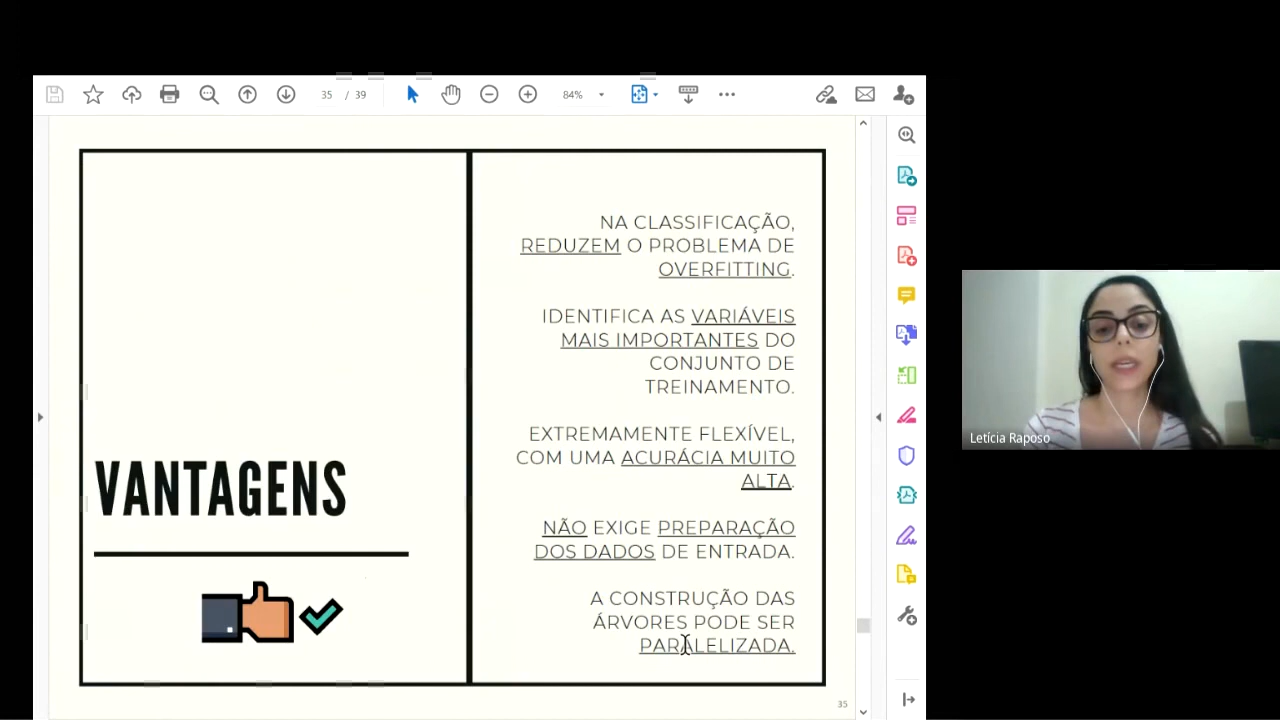 35 / 39
84%
NA CLASSIFICAÇÃO,
REDUZEM O PROBLEMA DE
OVERFITTING.
IDENTIFICA AS VARIÁVEIS
MAIS IMPORTANTES DO
CONJUNTO DE
TREINAMENTO.
EXTREMAMENTE FLEXÍVEL,
COM UMA ACURÁCIA MUITO
ALTA.
NÃO EXIGE PREPARAÇÃO
DOS DADOS DE ENTRADA.
A CONSTRUÇÃO DAS
ÁRVORES PODE SER
PARALELIZADA.
VANTAGENS
35
Letícia Raposo